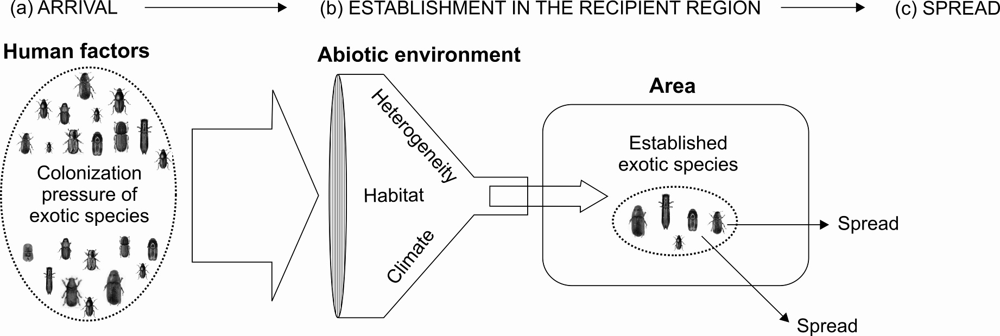 (a) ARRIVAL
(b) ESTABLISHMENT IN THE RECIPIENT REGION
(c) SPREAD
Human factors
Colonization
pressure of
exotic species
Abiotic environment
Heterogeneity
Habitat
Climate
Area
Established
exotic species
Spread
Spread